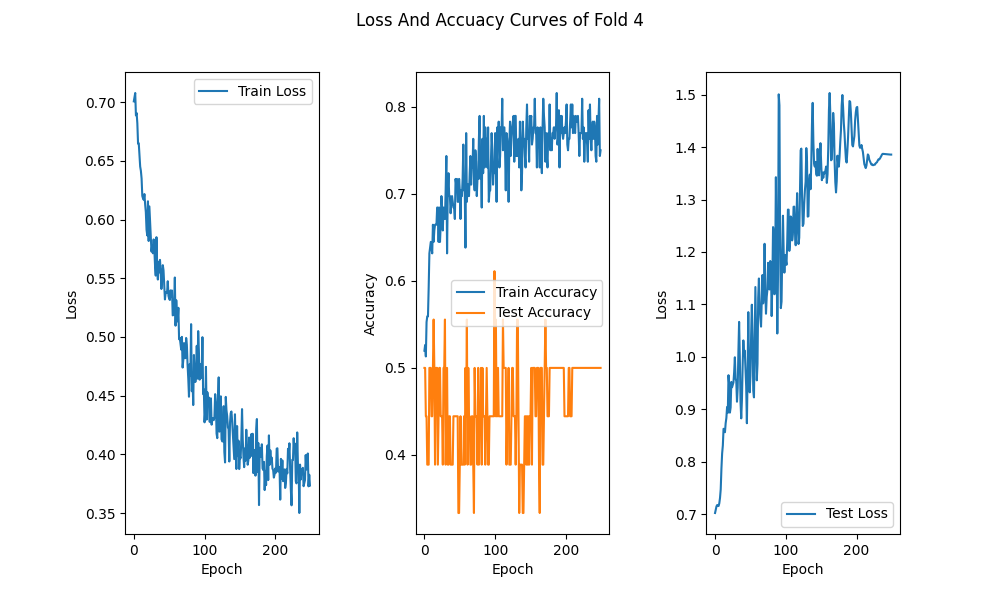 Loss And Accuacy Curves of Fold 4
Loss
0.70
0.65
0.60
0.55
0.50
0.45
0.40
0.35
Train Loss
0
100
200
Epoch
Accuracy
0.8
0.7
0.6
0.5
0.4
Train Accuracy
Test Accuracy
0
100
200
Epoch
Loss
1.5
1.4
1.3
1.2
1.1
1.0
0.9
0.8
0.7
Test Loss
0
100
200
Epoch